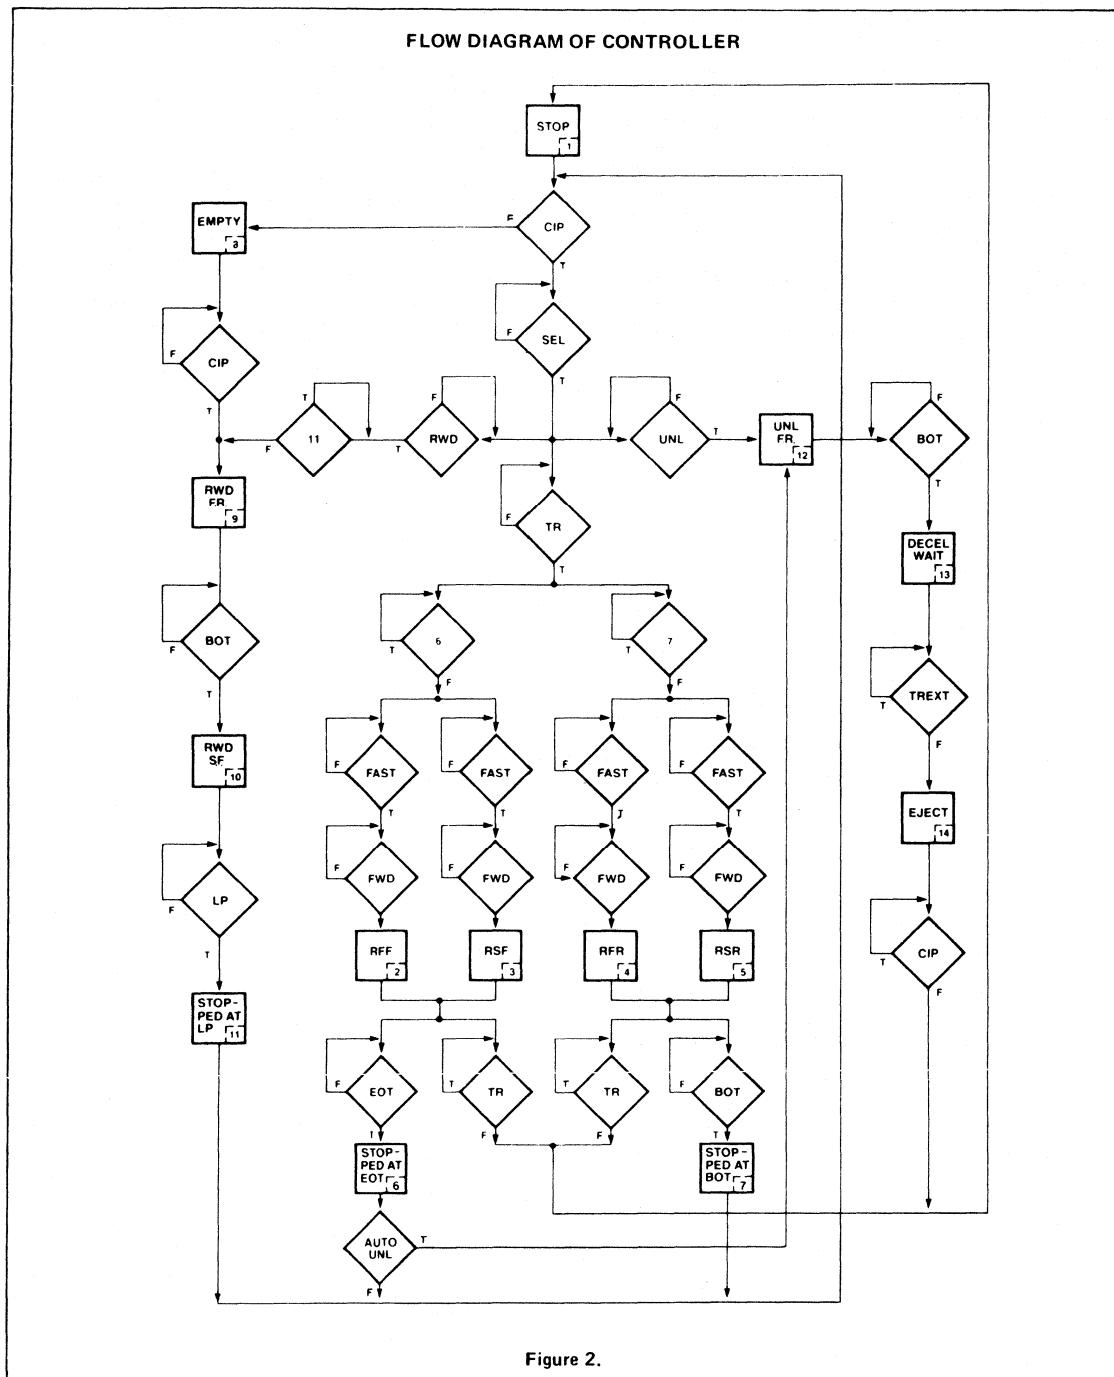 FLOW DIAGRAM OF CONTROLLER
STOP
1
CIP
F
T
EMPTY
8
SEL
F
T
CIP
F
T
11
T
F
RWD
F
T
UNL
F
T
UNL
FR.
12
BOT
F
T
RWD
FR.
9
TR
F
T
DECEL
WAIT
13
BOT
F
T
6
T
F
7
T
F
TREXT
T
F
RWD
SF
10
FAST
F
T
FAST
F
T
FAST
F
T
FAST
F
T
EJECT
14
LP
F
T
FWD
F
FWD
F
FWD
F
FWD
F
RFF
2
RSF
3
RFR
4
RSR
5
CIP
T
F
STOP-
PED AT
LP
11
EOT
F
T
TR
T
F
TR
T
F
BOT
F
T
STOP-
PED AT
EOT
6
STOP-
PED AT
BOT
7
AUTO
UNL
T
F
Figure 2.